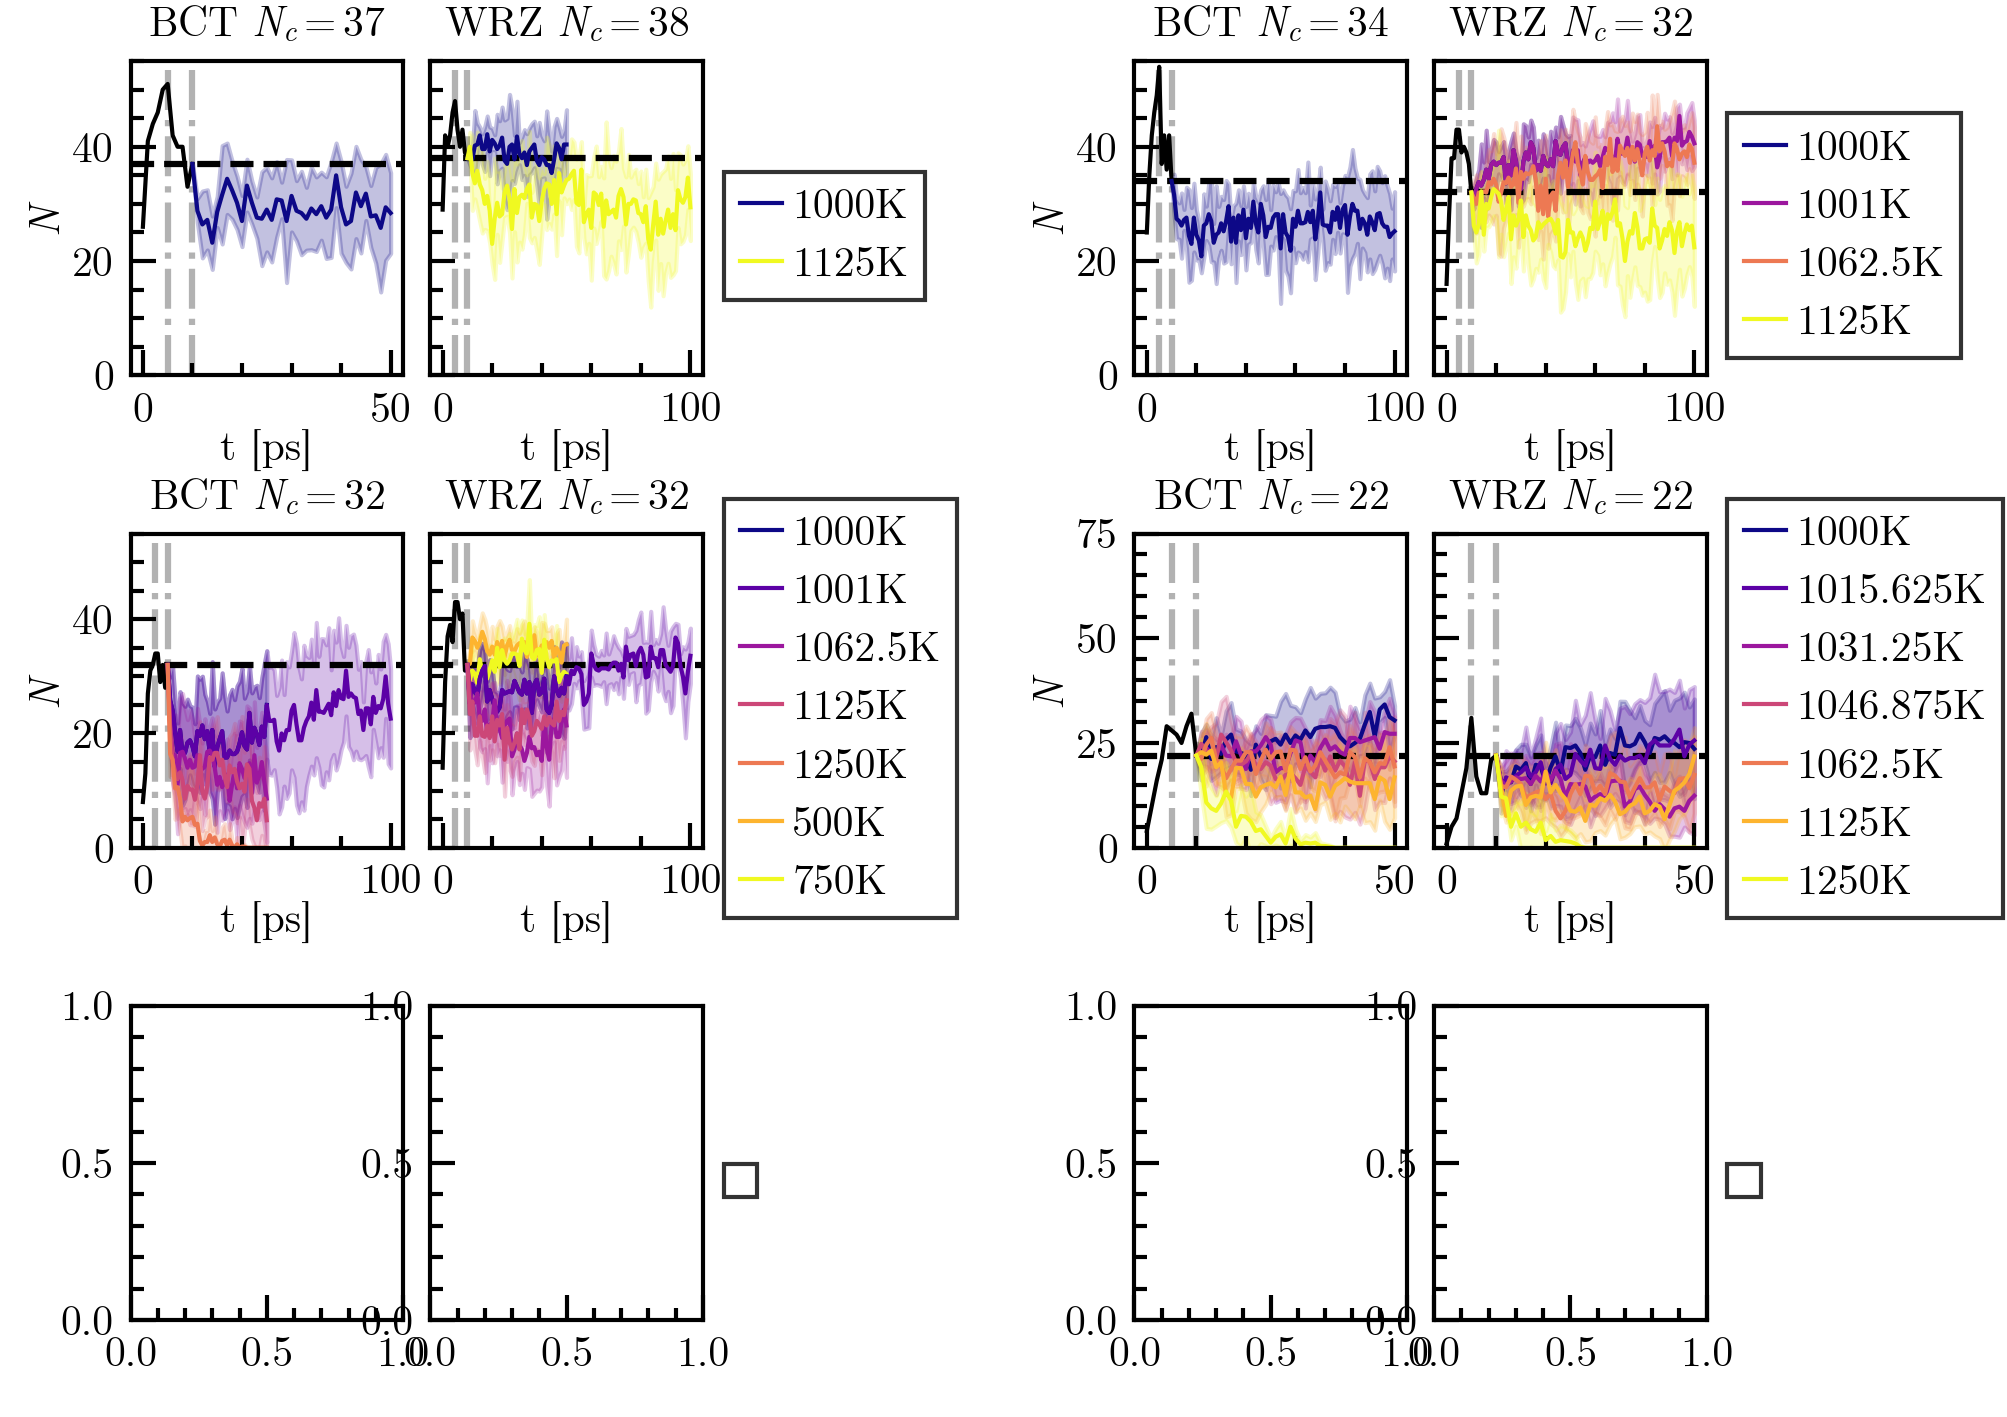 BCT N_c = 37
WRZ N_c = 38
BCT N_c = 34
WRZ N_c = 32
N
40
20
0
0
50
t [ps]
0
100
t [ps]
1000K
1125K
N
40
20
0
0
100
t [ps]
0
100
t [ps]
1000K
1001K
1062.5K
1125K
BCT N_c = 32
WRZ N_c = 32
BCT N_c = 22
WRZ N_c = 22
N
40
20
0
0
100
t [ps]
0
100
t [ps]
1000K
1001K
1062.5K
1125K
1250K
500K
750K
N
75
50
25
0
0
50
t [ps]
0
50
t [ps]
1000K
1015.625K
1031.25K
1046.875K
1062.5K
1125K
1250K
1.0
0.5
0.0
0.0
0.5
1.0
1.0
0.5
0.0
0.0
0.5
1.0
1.0
0.5
0.0
0.0
0.5
1.0
1.0
0.5
0.0
0.0
0.5
1.0